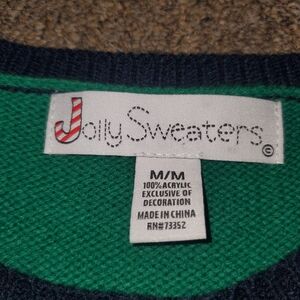 Jolly Sweaters ©
M/M
100% ACRYLIC
EXCLUSIVE OF
DECORATION
MADE IN CHINA
RN#73352